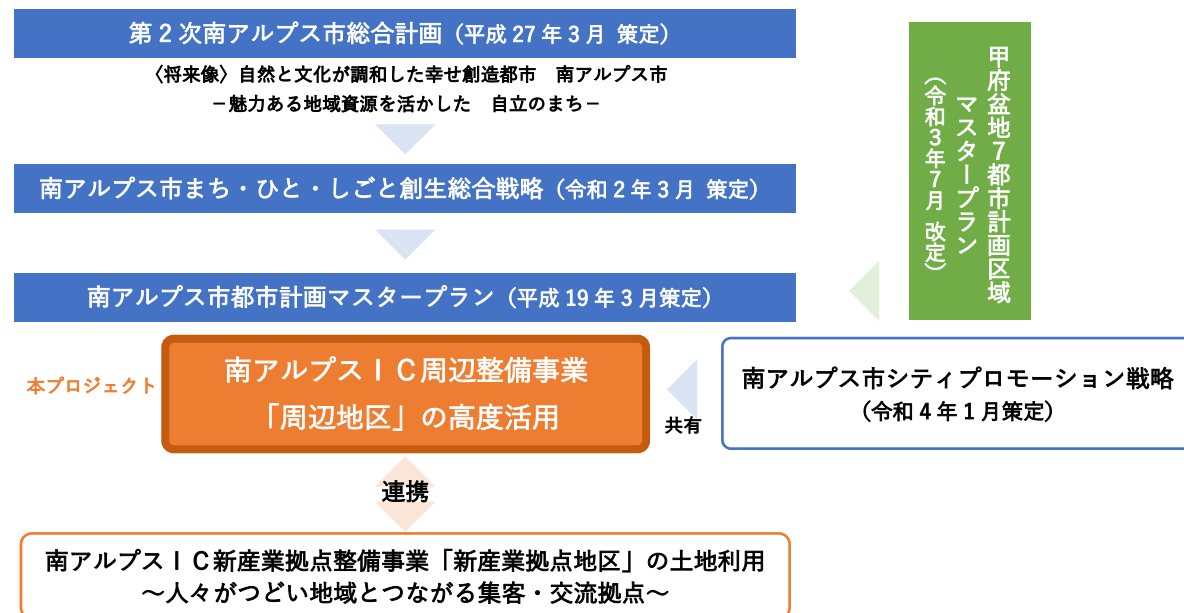 第2次南アルプス市総合計画（平成27年3月 策定）
〈将来像〉自然と文化が調和した幸せ創造都市　南アルプス市
－魅力ある地域資源を活かした　自立のまち－
南アルプス市まち・ひと・しごと創生総合戦略（令和2年3月 策定）
南アルプス市都市計画マスタープラン（平成19年3月策定）
甲府盆地7都市計画区域
マスタープラン
（令和3年7月 改定）
本プロジェクト
南アルプスＩＣ周辺整備事業
「周辺地区」の高度活用
共有
南アルプス市シティプロモーション戦略
（令和4年1月策定）
連携
南アルプスＩＣ新産業拠点整備事業「新産業拠点地区」の土地利用
～人々がつどい地域とつながる集客・交流拠点～